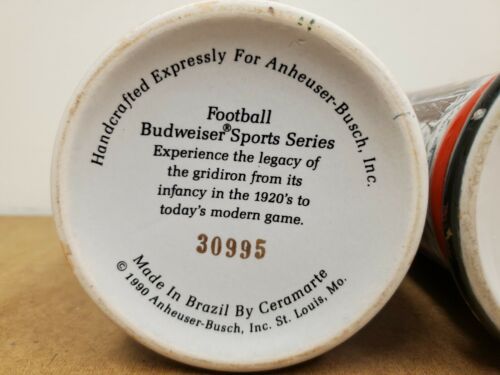 Handcrafted Expressly For Anheuser-Busch, Inc.
Football
Budweiser® Sports Series
Experience the legacy of
the gridiron from its
infancy in the 1920's to
today's modern game.
30995
Made In Brazil By Ceramarte
© 1990 Anheuser-Busch, Inc. St. Louis, Mo.